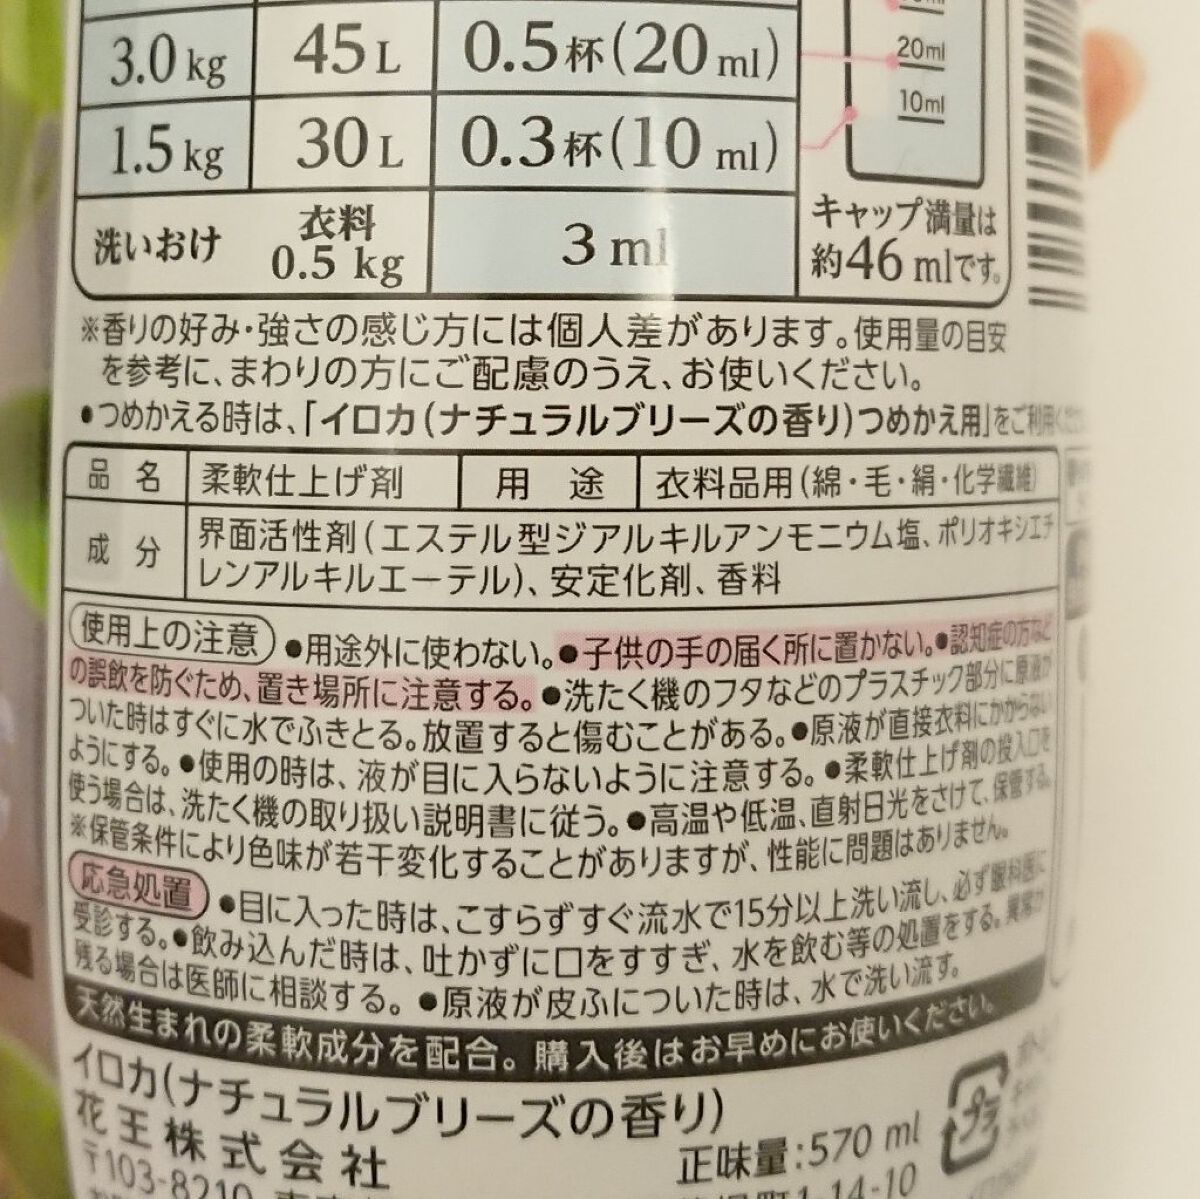 3.0 kg 45 L 0.5杯(20 ml) 20ml
1.5 kg 30 L 0.3杯(10 ml) 10ml
洗いおけ 衣料 0.5 kg 3 ml
キャップ満量は
約46 mlです。
※香りの好み・強さの感じ方には個人差があります。使用量の目安
を参考に、まわりの方にご配慮のうえ、お使いください。
●つめかえる時は、「イロカ(ナチュラルブリーズの香り)つめかえ用」をご利用くださ
品 名 柔軟仕上げ剤 用 途 衣料品用(綿・毛・絹・化学繊維)
成 分 界面活性剤(エステル型ジアルキルアンモニウム塩、ポリオキシエチ
レンアルキルエーテル)、安定化剤、香料
使用上の注意 ●用途外に使わない。●子供の手の届く所に置かない。●認知症の方など
の誤飲を防ぐため、置き場所に注意する。●洗たく機のフタなどのプラスチック部分に原液が
ついた時はすぐに水でふきとる。放置すると傷むことがある。●原液が直接衣料にかからない
ようにする。●使用の時は、液が目に入らないように注意する。●柔軟仕上げ剤の投入口を
使う場合は、洗たく機の取り扱い説明書に従う。●高温や低温、直射日光をさけて、保管する。
※保管条件により色味が若干変化することがありますが、性能に問題はありません。
応急処置 ●目に入った時は、こすらずすぐ流水で15分以上洗い流し、必ず眼科医に
受診する。●飲み込んだ時は、吐かずに口をすすぎ、水を飲む等の処置をする。異常が
残る場合は医師に相談する。●原液が皮ふについた時は、水で洗い流す。
天然生まれの柔軟成分を配合。購入後はお早めにお使いください。
イロカ(ナチュラルブリーズの香り)
花王株式会社 正味量:570 ml
〒103-8210 1-14-10
プラ